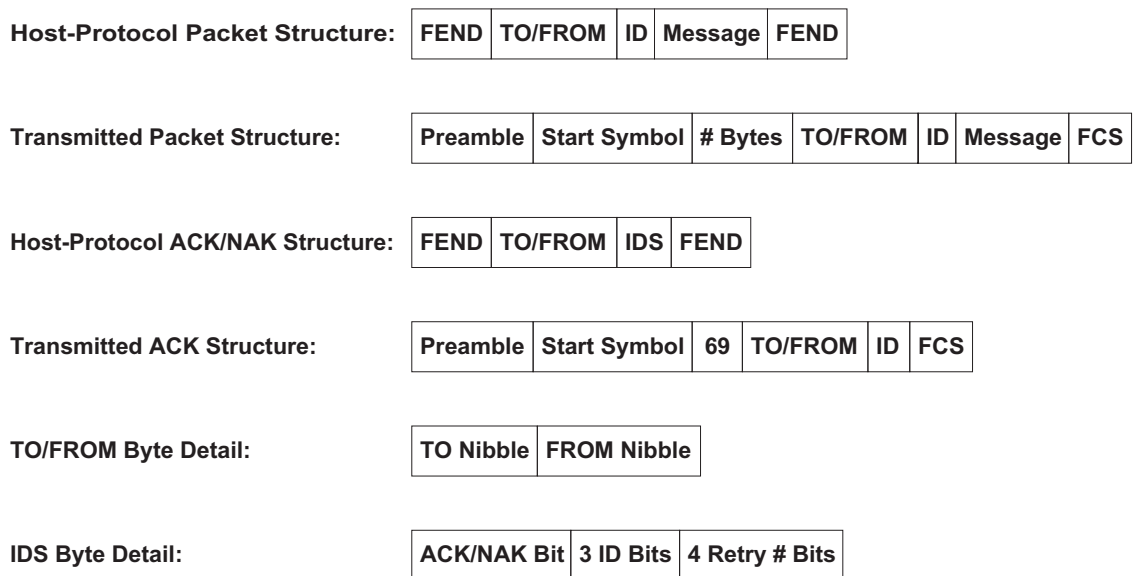 Host-Protocol Packet Structure: FEND TO/FROM ID Message FEND
Transmitted Packet Structure: Preamble Start Symbol # Bytes TO/FROM ID Message FCS
Host-Protocol ACK/NAK Structure: FEND TO/FROM IDS FEND
Transmitted ACK Structure: Preamble Start Symbol 69 TO/FROM ID FCS
TO/FROM Byte Detail: TO Nibble FROM Nibble
IDS Byte Detail: ACK/NAK Bit 3 ID Bits 4 Retry # Bits